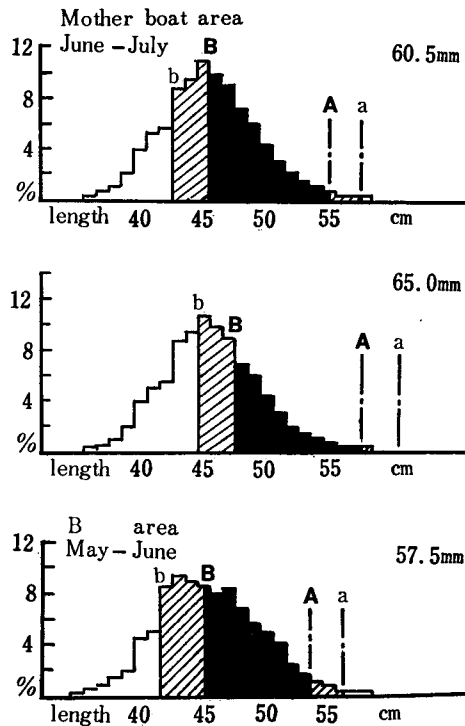 Mother boat area
June-July
60.5mm
12
8
4
%
b
B
A
a
length 40 45 50 55 cm
65.0mm
12
8
4
%
b
B
A
a
length 40 45 50 55 cm
B area
May-June
57.5mm
12
8
4
%
b
B
A
a
length 40 45 50 55 cm